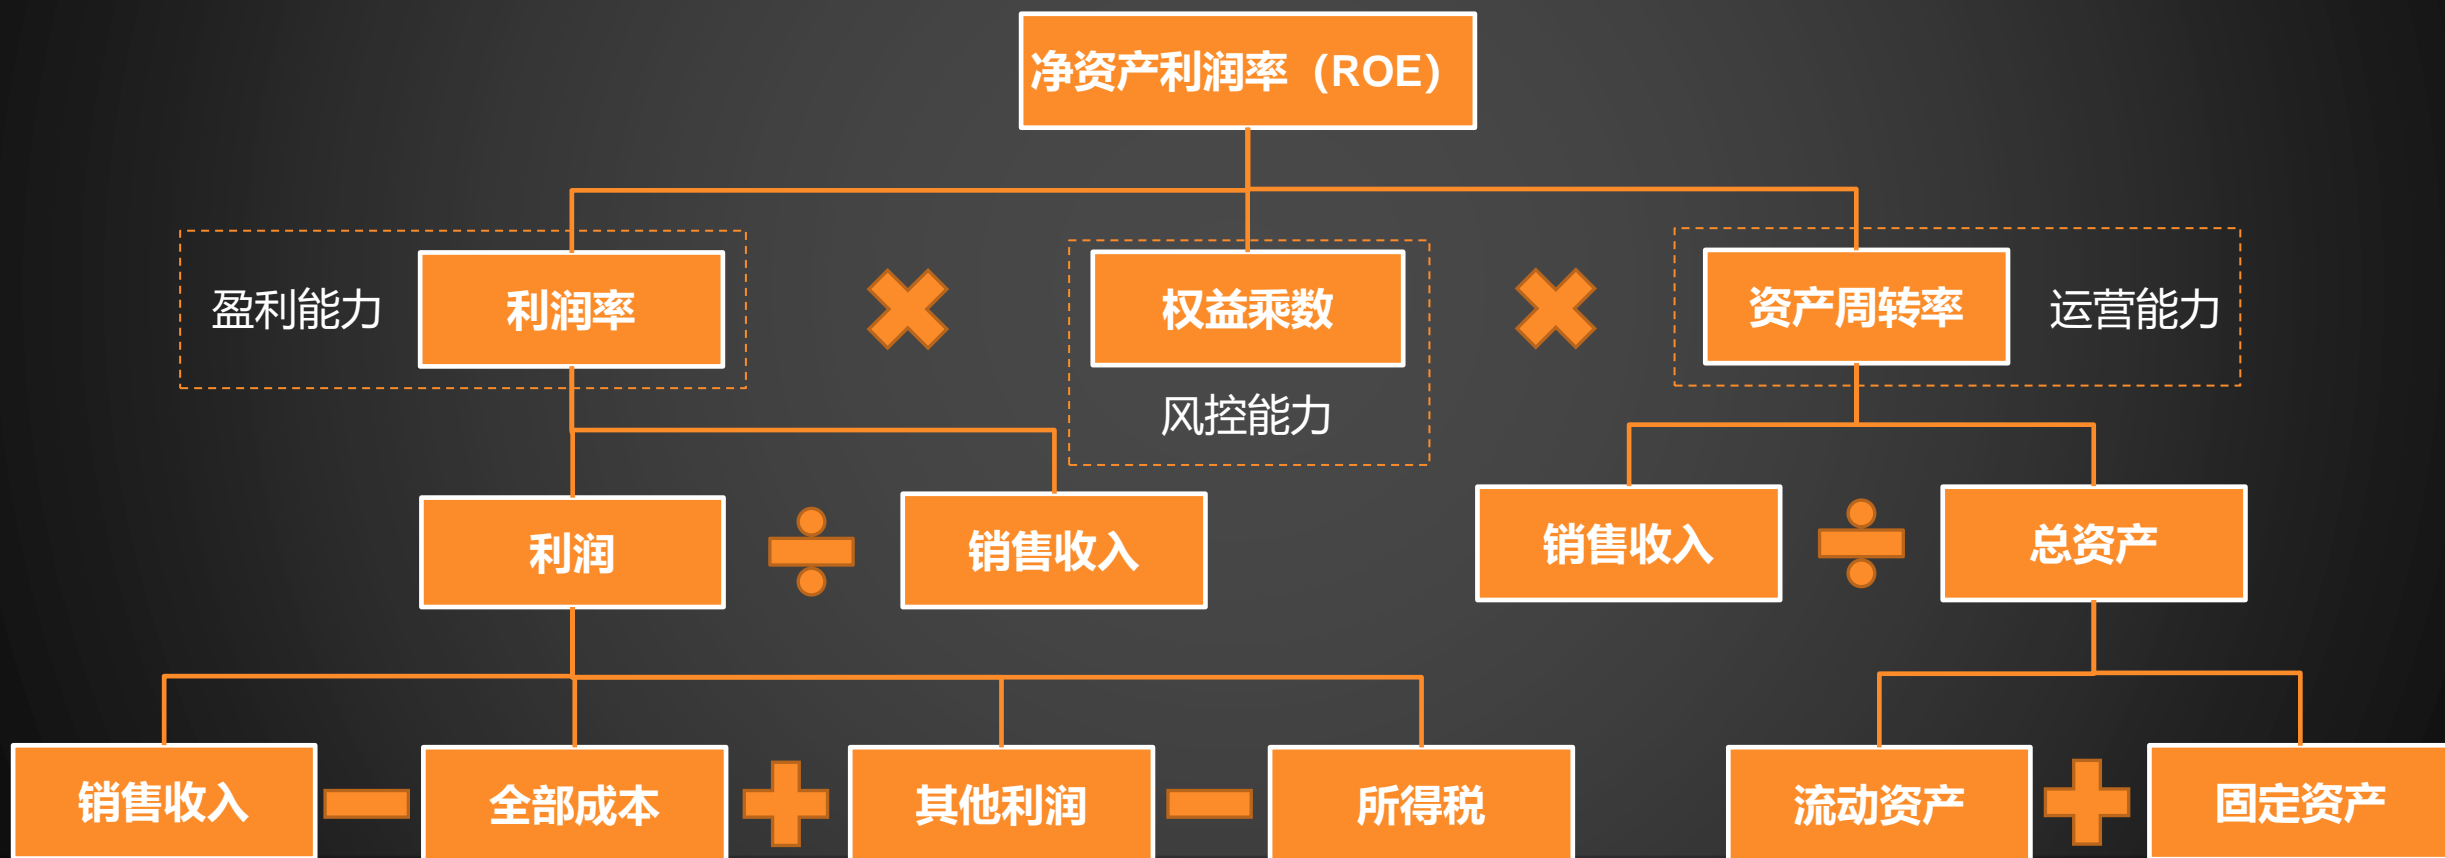 净资产利润率（ROE）
盈利能力
利润率
权益乘数
资产周转率
运营能力
风控能力
利润
销售收入
销售收入
总资产
销售收入
全部成本
其他利润
所得税
流动资产
固定资产